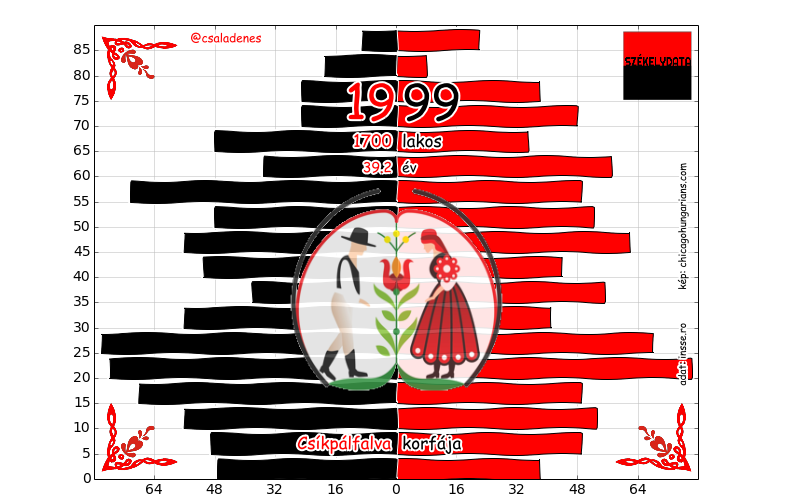 @csaladenes
SZÉKELYDATA
1999
1700 lakos
39.2 év
kép: chicagohungarians.com
adat: insse.ro
Csíkpálfalva korfája
85
80
75
70
65
60
55
50
45
40
35
30
25
20
15
10
5
0
64 48 32 16 0 16 32 48 64